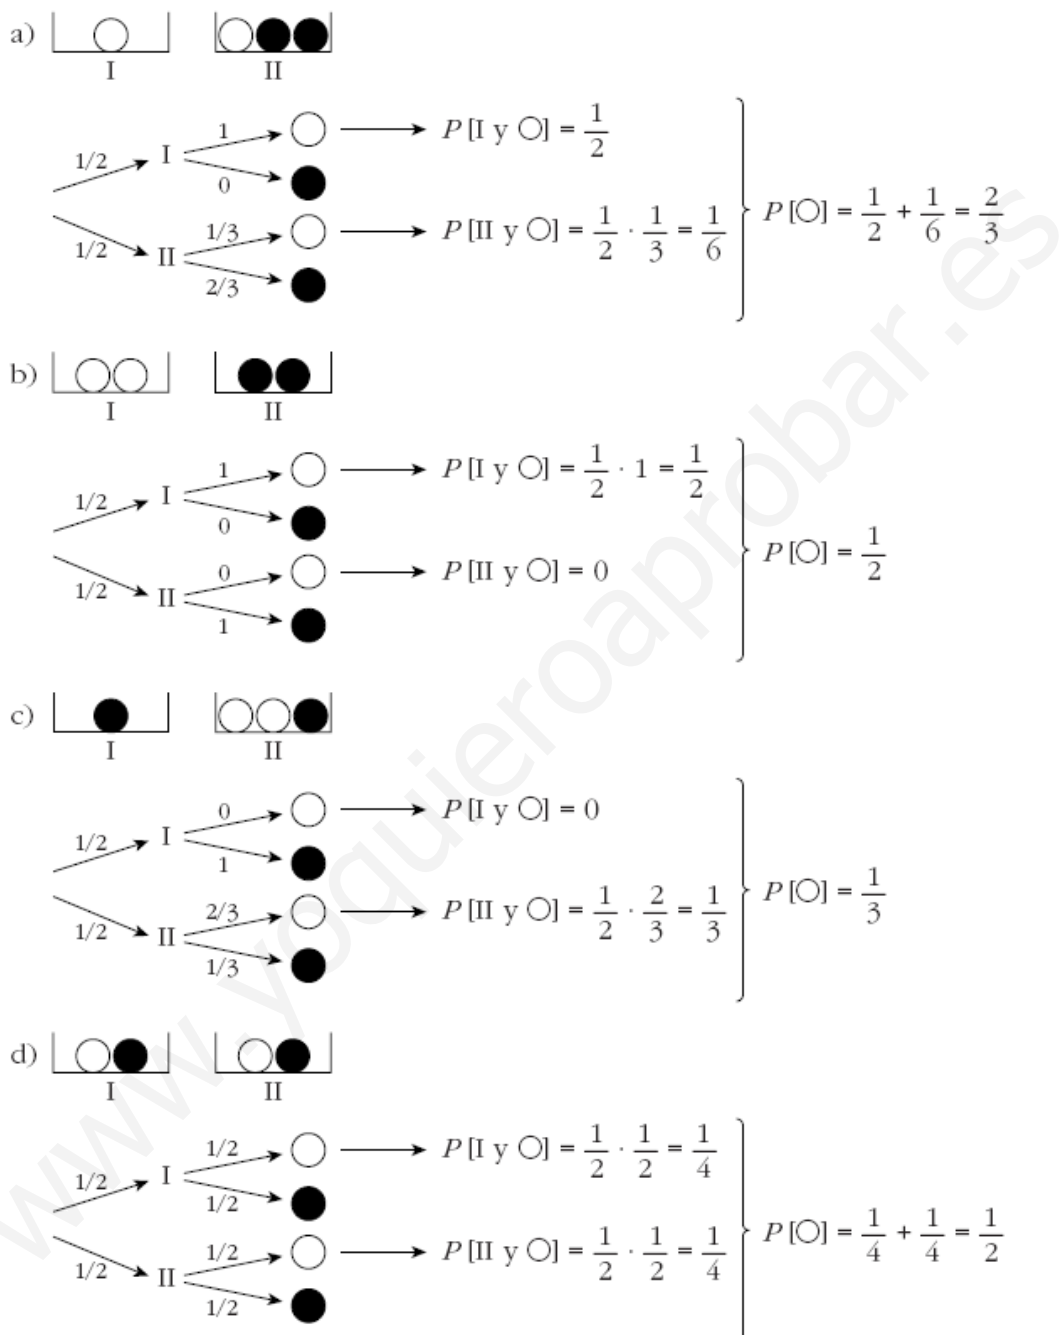 a)
I II
1/2 I 1 0
1/2 II 1/3 2/3
P [I y ○] = 1/2
P [II y ○] = 1/2 · 1/3 = 1/6
P [○] = 1/2 + 1/6 = 2/3
b)
I II
1/2 I 1 0
1/2 II 0 1
P [I y ○] = 1/2 · 1 = 1/2
P [II y ○] = 0
P [○] = 1/2
c)
I II
1/2 I 0 1
1/2 II 2/3 1/3
P [I y ○] = 0
P [II y ○] = 1/2 · 2/3 = 1/3
P [○] = 1/3
d)
I II
1/2 I 1/2 1/2
1/2 II 1/2 1/2
P [I y ○] = 1/2 · 1/2 = 1/4
P [II y ○] = 1/2 · 1/2 = 1/4
P [○] = 1/4 + 1/4 = 1/2
www.yoquieroaprobar.es